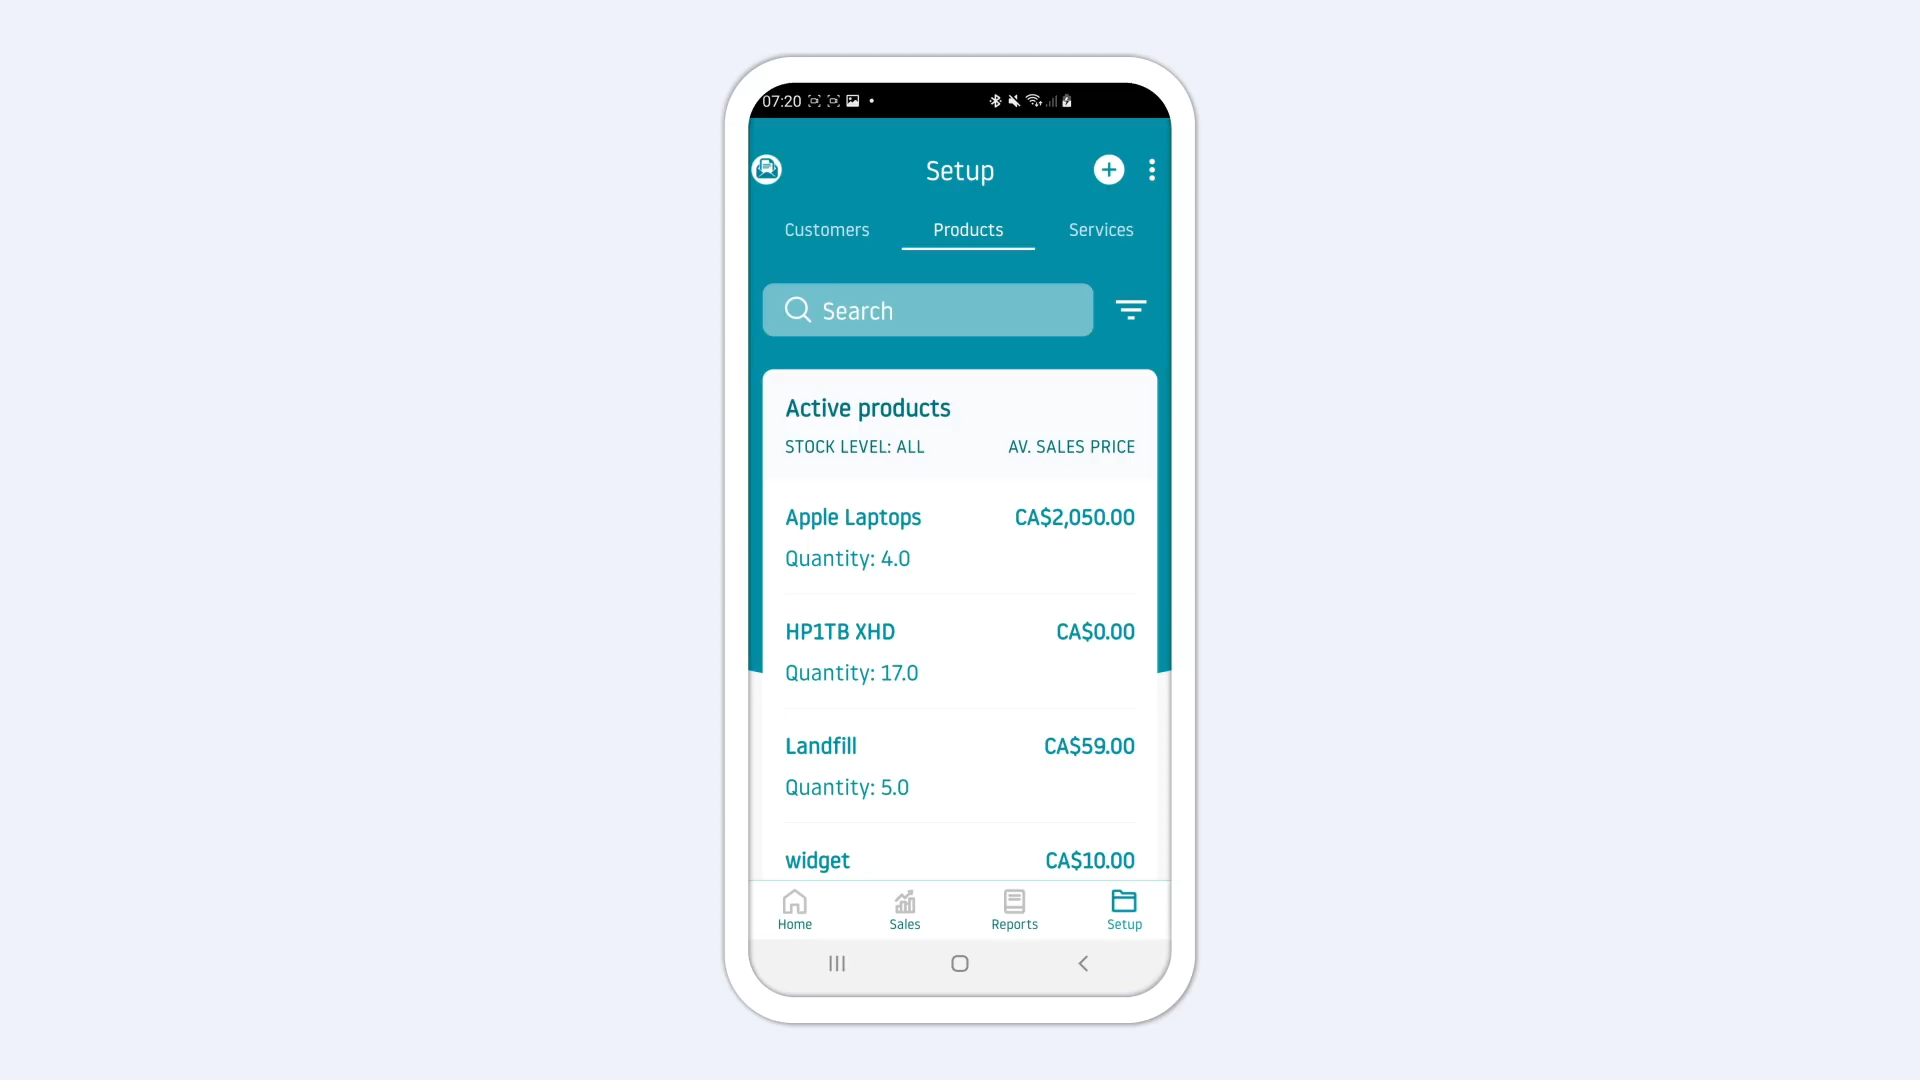 07:20
Setup
Customers Products Services
Search
Active products
STOCK LEVEL: ALL AV. SALES PRICE
Apple Laptops CA$2,050.00
Quantity: 4.0
HP1TB XHD CA$0.00
Quantity: 17.0
Landfill CA$59.00
Quantity: 5.0
widget CA$10.00
Home Sales Reports Setup